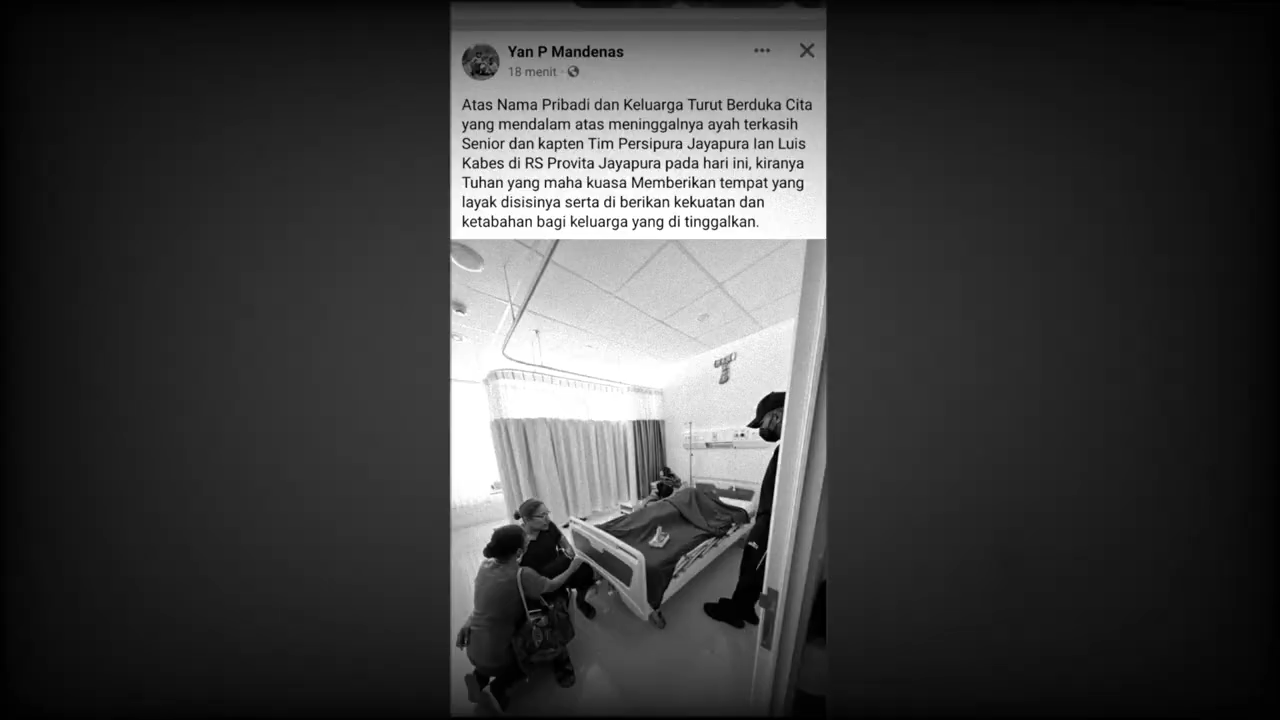 Yan P Mandenas
18 menit
Atas Nama Pribadi dan Keluarga Turut Berduka Cita
yang mendalam atas meninggalnya ayah terkasih
Senior dan kapten Tim Persipura Jayapura Ian Luis
Kabes di RS Provita Jayapura pada hari ini, kiranya
Tuhan yang maha kuasa Memberikan tempat yang
layak disisinya serta di berikan kekuatan dan
ketabahan bagi keluarga yang di tinggalkan.